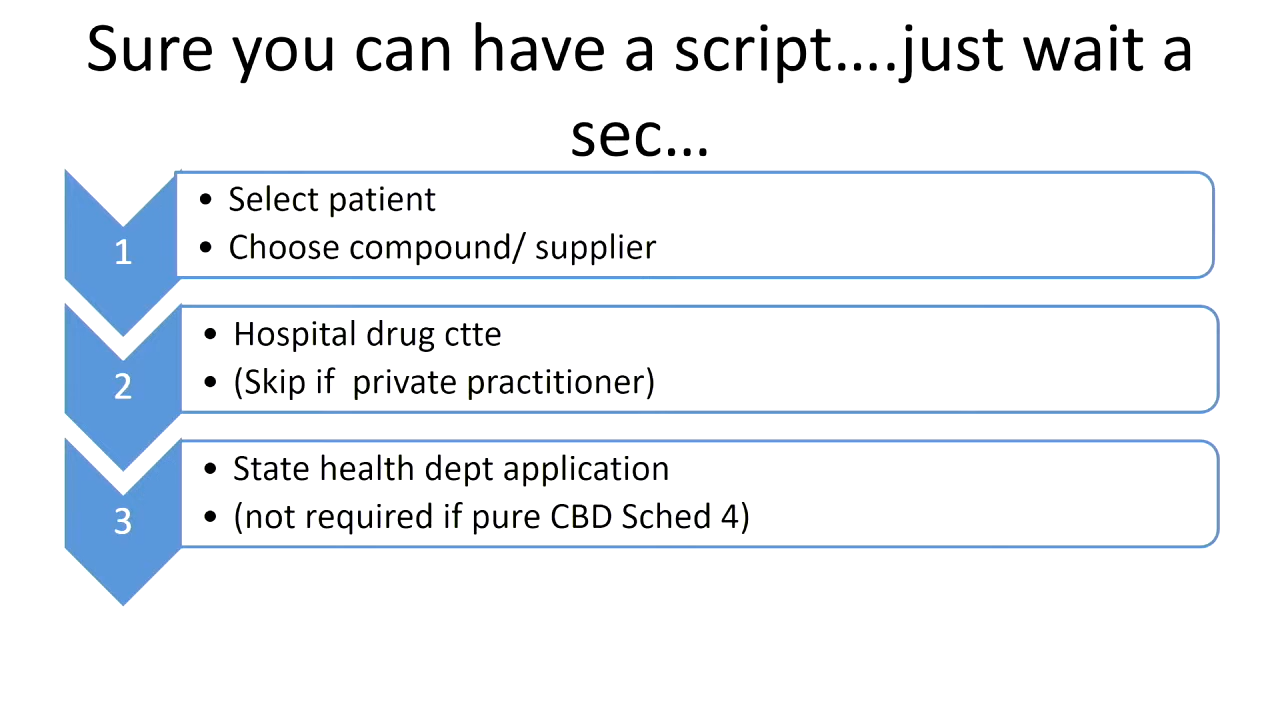 Sure you can have a script….just wait a
sec…
1
• Select patient
• Choose compound/ supplier
2
• Hospital drug ctte
• (Skip if  private practitioner)
3
• State health dept application
• (not required if pure CBD Sched 4)